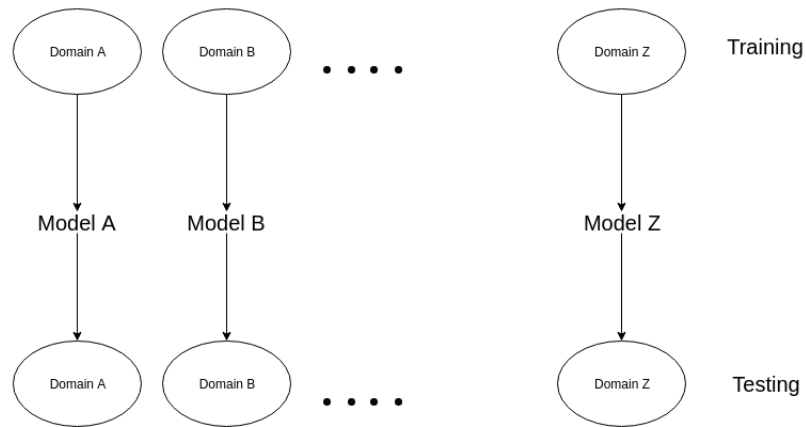 Domain A
Domain B
Domain Z
Training
Model A
Model B
Model Z
Domain A
Domain B
Domain Z
Testing